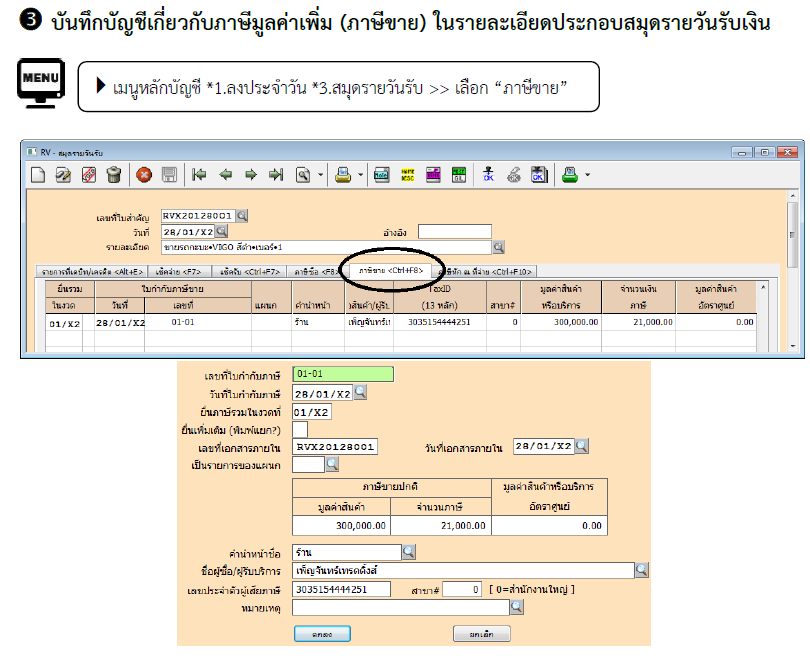 3 บันทึกบัญชีเกี่ยวกับภาษีมูลค่าเพิ่ม (ภาษีขาย) ในรายละเอียดประกอบสมุดรายวันรับเงิน
MENU
เมนูหลักบัญชี *1.ลงประจำวัน *3.สมุดรายวันรับ >> เลือก “ภาษีขาย”
RV - สมุดรายวันรับ
เลขที่ใบสำคัญ RVX20128001
วันที่ 28/01/X2 อ้างอิง
รายละเอียด ขายรถกะบะ•VIGO สีดำ•เบอร์•1
รายการที่เดบิท/เครดิต <Alt+E> เช็คจ่าย <F7> เช็ครับ <Ctrl+F7> ภาษีซื้อ <F8> ภาษีขาย <Ctrl+F8> ภาษีหัก ณ ที่จ่าย <Ctrl+F10>
ยื่นรวม ใบกำกับภาษีขาย TaxID มูลค่าสินค้า จำนวนเงิน มูลค่าสินค้า
ในงวด วันที่ เลขที่ แผนก คำนำหน้า (13 หลัก) สาขา# หรือบริการ ภาษี อัตราศูนย์
01/X2 28/01/X2 01-01 ร้าน เพ็ญจันทร์เ 3035154444251 0 300,000.00 21,000.00 0.00
เลขที่ใบกำกับภาษี 01-01
วันที่ใบกำกับภาษี 28/01/X2
ยื่นภาษีรวมในงวดที่ 01/X2
ยื่นเพิ่มเติม (พิมพ์แยก?)
เลขที่เอกสารภายใน RVX20128001 วันที่เอกสารภายใน 28/01/X2
เป็นรายการของแผนก
ภาษีขายปกติ มูลค่าสินค้าหรือบริการ
มูลค่าสินค้า จำนวนภาษี อัตราศูนย์
300,000.00 21,000.00 0.00
คำนำหน้าชื่อ ร้าน
ชื่อผู้ซื้อ/ผู้รับบริการ เพ็ญจันทร์เทรดดิ้งส์
เลขประจำตัวผู้เสียภาษี 3035154444251 สาขา# 0 [ 0=สำนักงานใหญ่ ]
หมายเหตุ
ตกลง ยกเลิก